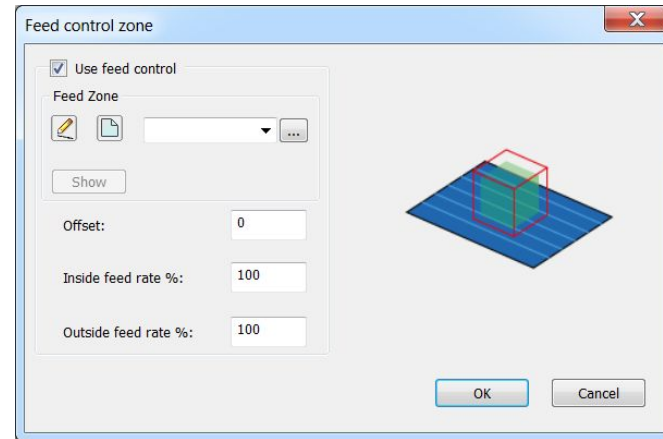 Feed control zone
Use feed control
Feed Zone
...
Show
Offset:
0
Inside feed rate %:
100
Outside feed rate %:
100
OK
Cancel